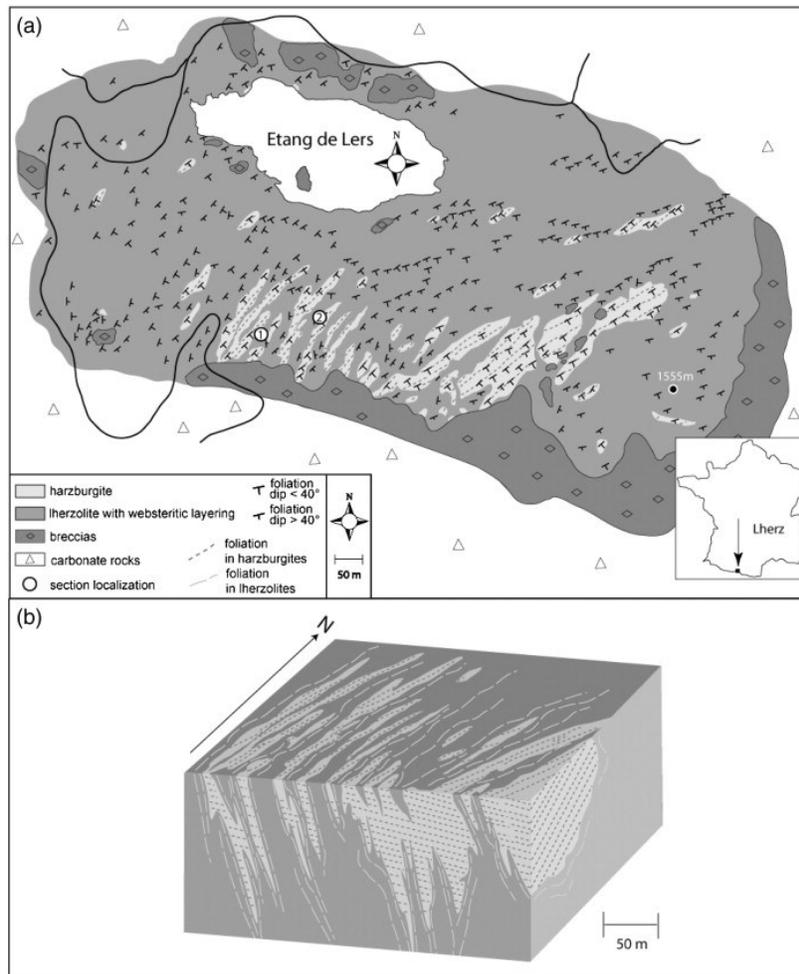 (a)
Etang de Lers
N
1
2
1555m
harzburgite
lherzolite with websteritic layering
breccias
carbonate rocks
section localization
foliation
dip < 40°
foliation
dip > 40°
foliation
in harzburgites
foliation
in lherzolites
N
50 m
Lherz
(b)
N
50 m